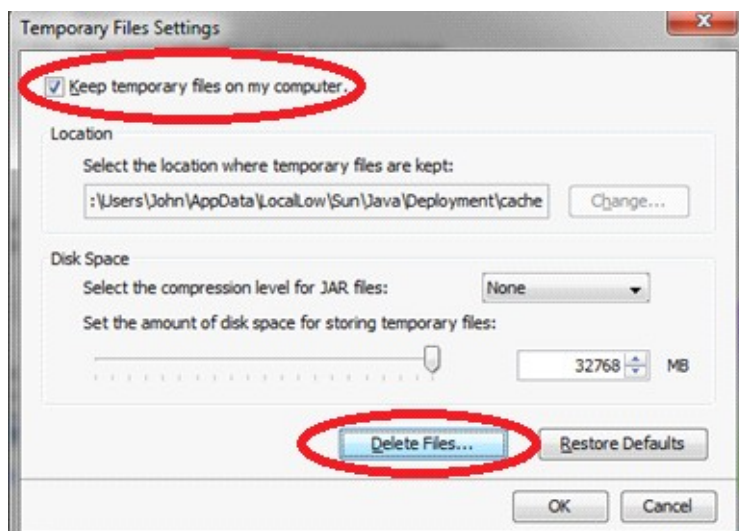 Temporary Files Settings
Keep temporary files on my computer.
Location
Select the location where temporary files are kept:
:\Users\John\AppData\LocalLow\Sun\Java\Deployment\cache
Change...
Disk Space
Select the compression level for JAR files:
None
Set the amount of disk space for storing temporary files:
32768 MB
Delete Files... Restore Defaults
OK Cancel